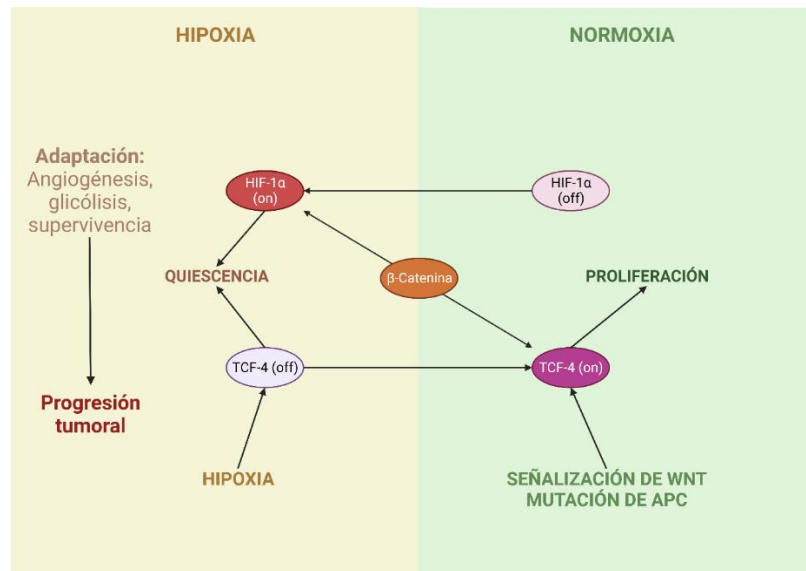 HIPOXIA
NORMOXIA
Adaptación:
Angiogénesis,
glicólisis,
supervivencia
HIF-1α
(on)
HIF-1α
(off)
QUIESCENCIA
β-Catenina
PROLIFERACIÓN
TCF-4 (off)
TCF-4 (on)
Progresión
tumoral
HIPOXIA
SEÑALIZACIÓN DE WNT
MUTACIÓN DE APC